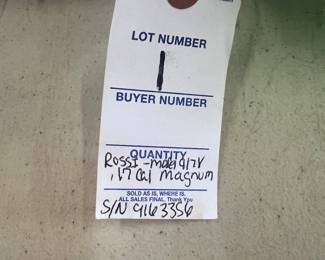 LOT NUMBER
1
BUYER NUMBER
QUANTITY
ROSSI - model 917V
.17 Cal Magnum
SOLD AS IS, WHERE IS.
ALL SALES FINAL. Thank You
S/N G163356